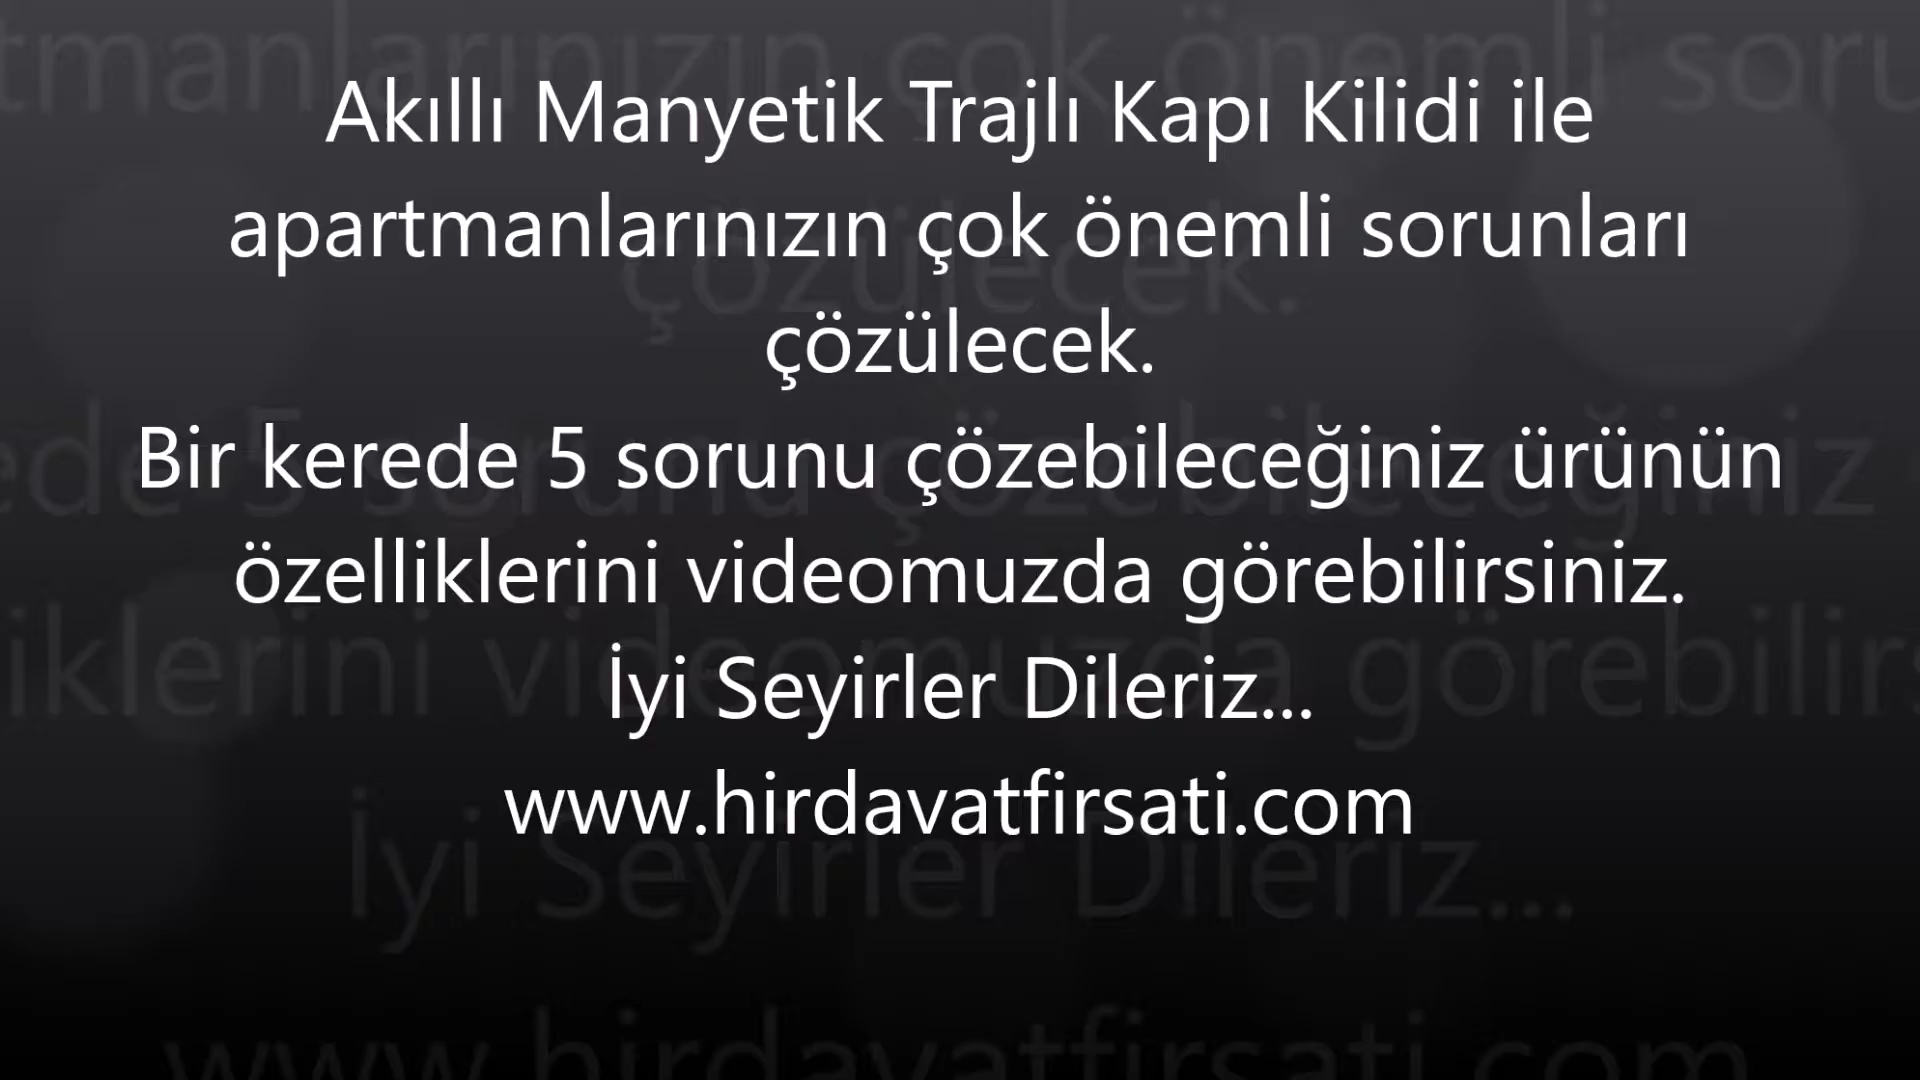 Akıllı Manyetik Trajlı Kapı Kilidi ile
apartmanlarınızın çok önemli sorunları
çözülecek.
Bir kerede 5 sorunu çözebileceğiniz ürünün
özelliklerini videomuzda görebilirsiniz.
İyi Seyirler Dileriz...
www.hirdavatfirsati.com